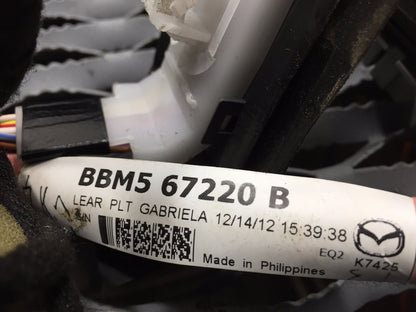 BBM5 67220 B
LEAR PLT GABRIELA 12/14/12 15:39:38
EQ2 K7425
Made in Philippines